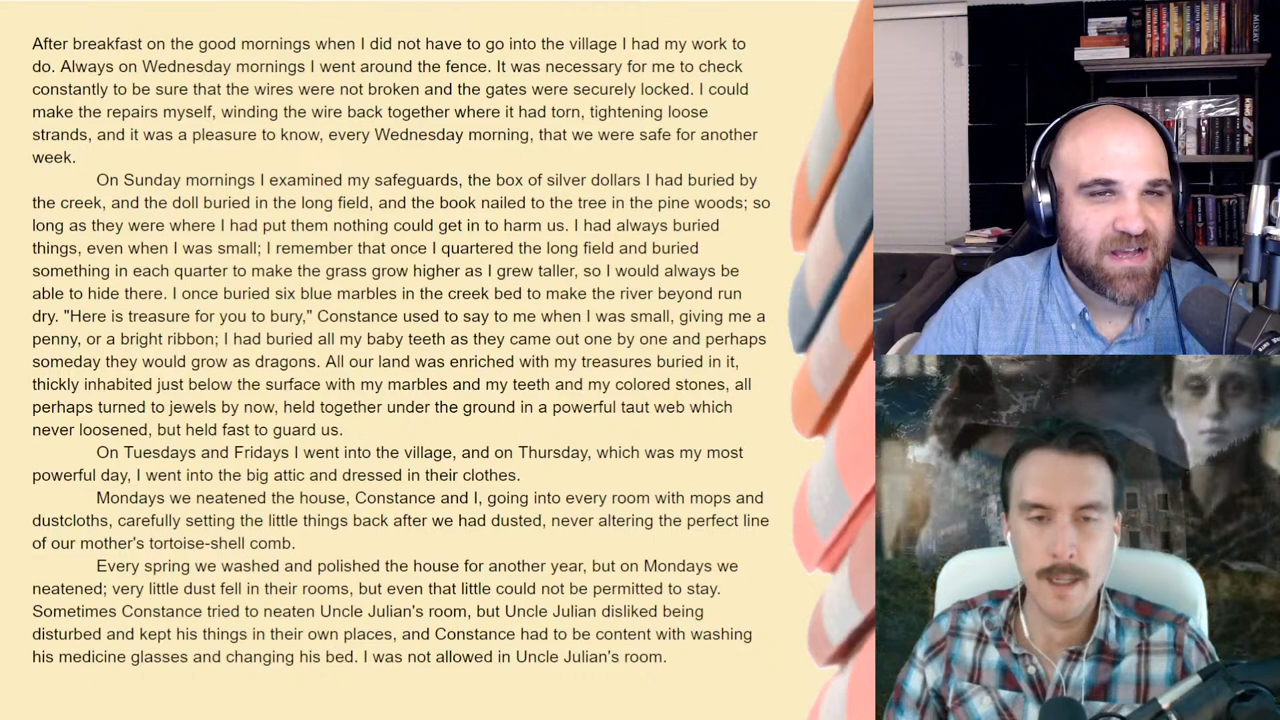 After breakfast on the good mornings when I did not have to go into the village I had my work to
do. Always on Wednesday mornings I went around the fence. It was necessary for me to check
constantly to be sure that the wires were not broken and the gates were securely locked. I could
make the repairs myself, winding the wire back together where it had torn, tightening loose
strands, and it was a pleasure to know, every Wednesday morning, that we were safe for another
week.
On Sunday mornings I examined my safeguards, the box of silver dollars I had buried by
the creek, and the doll buried in the long field, and the book nailed to the tree in the pine woods; so
long as they were where I had put them nothing could get in to harm us. I had always buried
things, even when I was small; I remember that once I quartered the long field and buried
something in each quarter to make the grass grow higher as I grew taller, so I would always be
able to hide there. I once buried six blue marbles in the creek bed to make the river beyond run
dry. "Here is treasure for you to bury," Constance used to say to me when I was small, giving me a
penny, or a bright ribbon; I had buried all my baby teeth as they came out one by one and perhaps
someday they would grow as dragons. All our land was enriched with my treasures buried in it,
thickly inhabited just below the surface with my marbles and my teeth and my colored stones, all
perhaps turned to jewels by now, held together under the ground in a powerful taut web which
never loosened, but held fast to guard us.
On Tuesdays and Fridays I went into the village, and on Thursday, which was my most
powerful day, I went into the big attic and dressed in their clothes.
Mondays we neatened the house, Constance and I, going into every room with mops and
dustcloths, carefully setting the little things back after we had dusted, never altering the perfect line
of our mother's tortoise-shell comb.
Every spring we washed and polished the house for another year, but on Mondays we
neatened; very little dust fell in their rooms, but even that little could not be permitted to stay.
Sometimes Constance tried to neaten Uncle Julian's room, but Uncle Julian disliked being
disturbed and kept his things in their own places, and Constance had to be content with washing
his medicine glasses and changing his bed. I was not allowed in Uncle Julian's room.
MISERY
KING